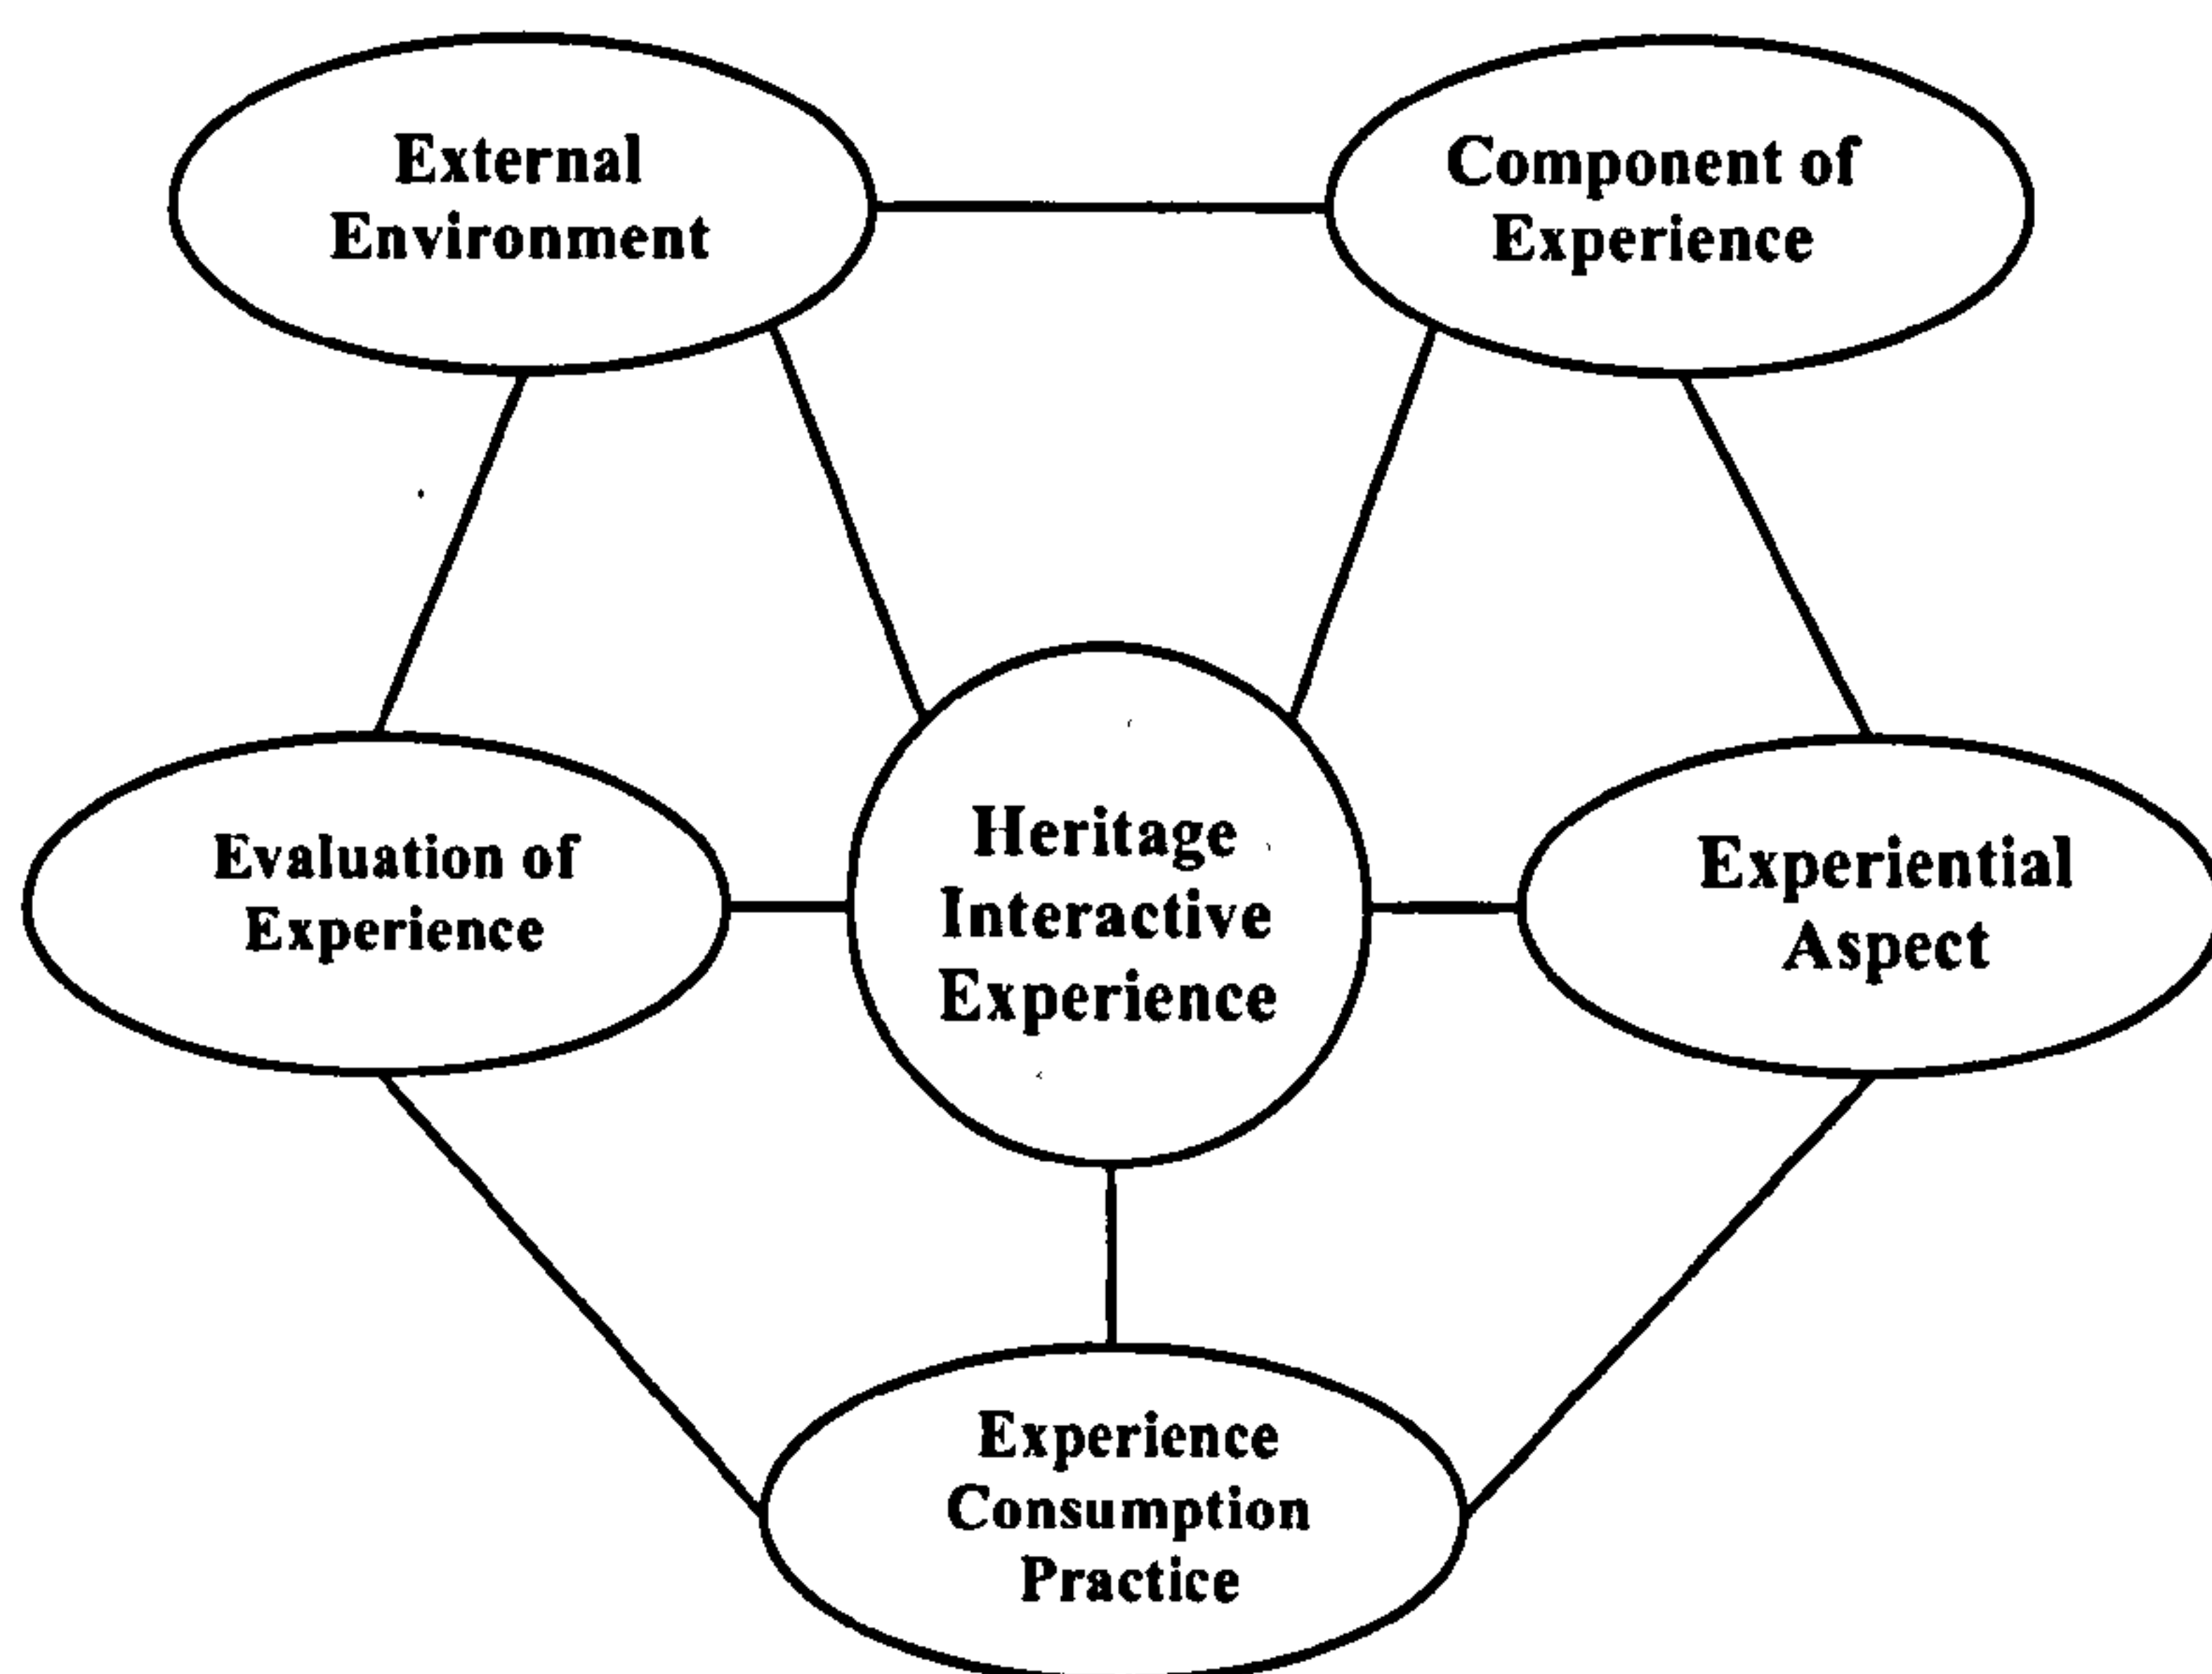 External
Environment
Component of
Experience
Evaluation of
Experience
Heritage
Interactive
Experience
Experiential
Aspect
Experience
Consumption
Practice